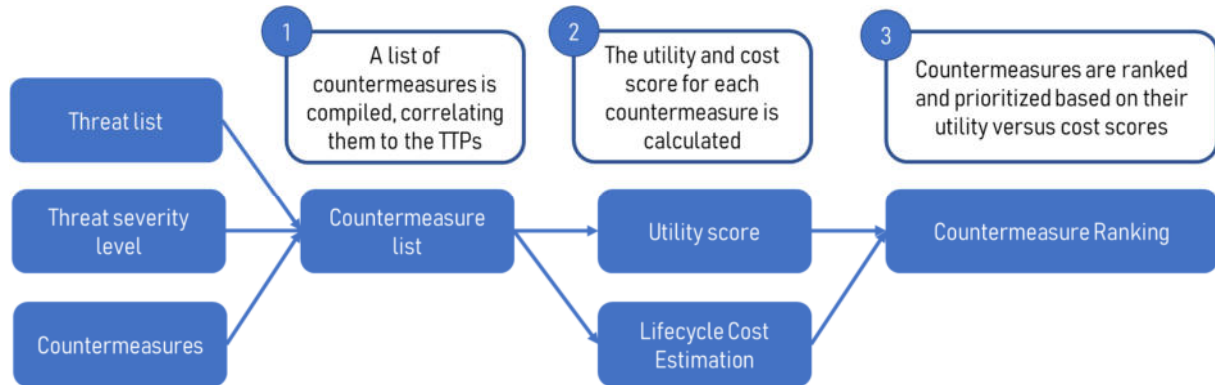 1
A list of
countermeasures is
compiled, correlating
them to the TTPs
2
The utility and cost
score for each
countermeasure is
calculated
3
Countermeasures are ranked
and prioritized based on their
utility versus cost scores
Threat list
Threat severity
level
Countermeasures
Countermeasure
list
Utility score
Lifecycle Cost
Estimation
Countermeasure Ranking